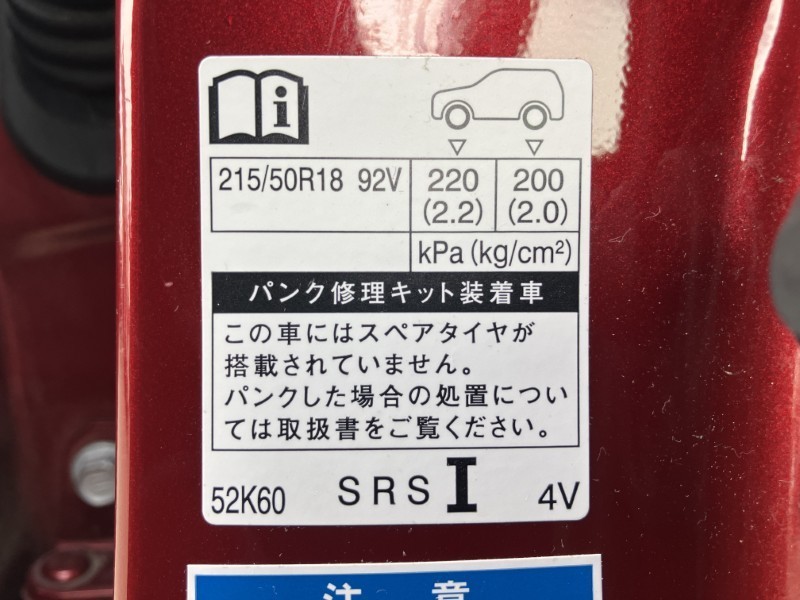 215/50R18 92V 220 200
(2.2) (2.0)
kPa (kg/cm²)
パンク修理キット装着車
この車にはスペアタイヤが
搭載されていません。
パンクした場合の処置につい
ては取扱書をご覧ください。
52K60 SRS I 4V
注意